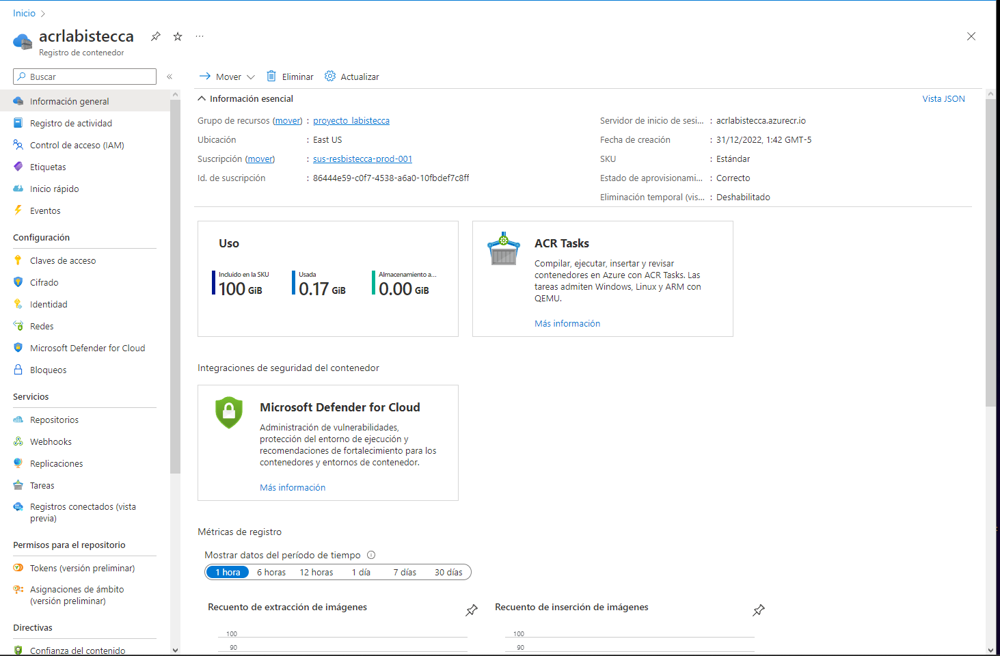 Inicio
acrlabistecca
Registro de contenedor
Buscar
Mover
Eliminar
Actualizar
Información general
Registro de actividad
Control de acceso (IAM)
Etiquetas
Inicio rápido
Eventos
Configuración
Claves de acceso
Cifrado
Identidad
Redes
Microsoft Defender for Cloud
Bloqueos
Servicios
Repositorios
Webhooks
Replicaciones
Tareas
Registros conectados (vista
previa)
Permisos para el repositorio
Tokens (versión preliminar)
Asignaciones de ámbito
(versión preliminar)
Directivas
Confianza del contenido
Información esencial
Vista JSON
Grupo de recursos (mover) : proyecto_labistecca
Ubicación : East US
Suscripción (mover) : sus-resbistecca-prod-001
Id. de suscripción : 86444e59-c0f7-4538-a6a0-10fbdef7c8ff
Servidor de inicio de sesi... : acrlabistecca.azurecr.io
Fecha de creación : 31/12/2022, 1:42 GMT-5
SKU : Estándar
Estado de aprovisionami... : Correcto
Eliminación temporal (vis... : Deshabilitado
Uso
Incluido en la SKU
100 GiB
Usada
0.17 GiB
Almacenamiento a...
0.00 GiB
ACR Tasks
Compilar, ejecutar, insertar y revisar
contenedores en Azure con ACR Tasks. Las
tareas admiten Windows, Linux y ARM con
QEMU.
Más información
Integraciones de seguridad del contenedor
Microsoft Defender for Cloud
Administración de vulnerabilidades,
protección del entorno de ejecución y
recomendaciones de fortalecimiento para los
contenedores y entornos de contenedor.
Más información
Métricas de registro
Mostrar datos del período de tiempo
1 hora 6 horas 12 horas 1 día 7 días 30 días
Recuento de extracción de imágenes
100
90
Recuento de inserción de imágenes
100
90